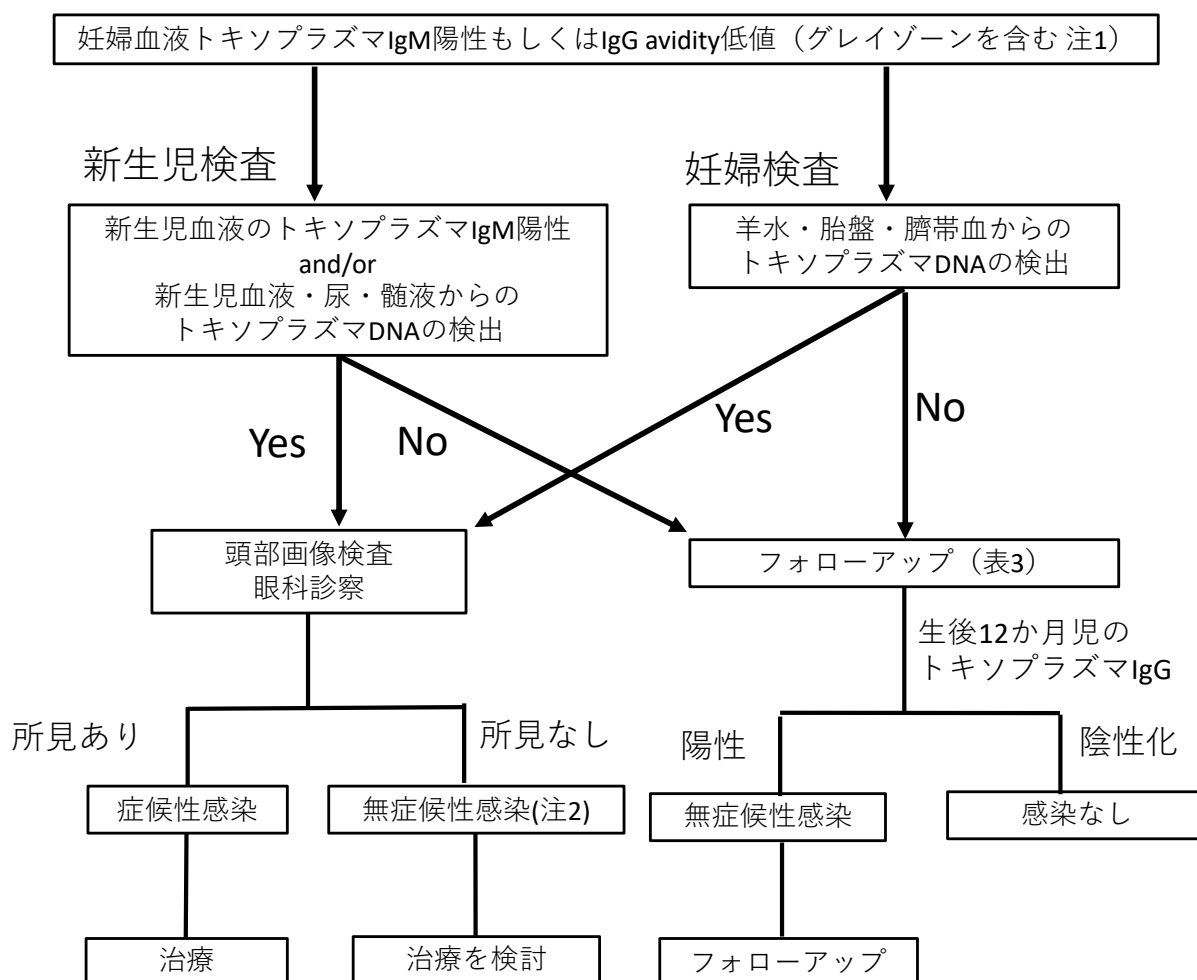 妊婦血液トキソプラズマIgM陽性もしくはIgG avidity低値（グレイゾーンを含む 注1）
新生児検査
妊婦検査
新生児血液のトキソプラズマIgM陽性
and/or
新生児血液・尿・髄液からの
トキソプラズマDNAの検出
羊水・胎盤・臍帯血からの
トキソプラズマDNAの検出
Yes
No
Yes
No
頭部画像検査
眼科診察
フォローアップ（表3）
生後12か月児の
トキソプラズマIgG
所見あり
所見なし
陽性
陰性化
症候性感染
無症候性感染(注2)
無症候性感染
感染なし
治療
治療を検討
フォローアップ